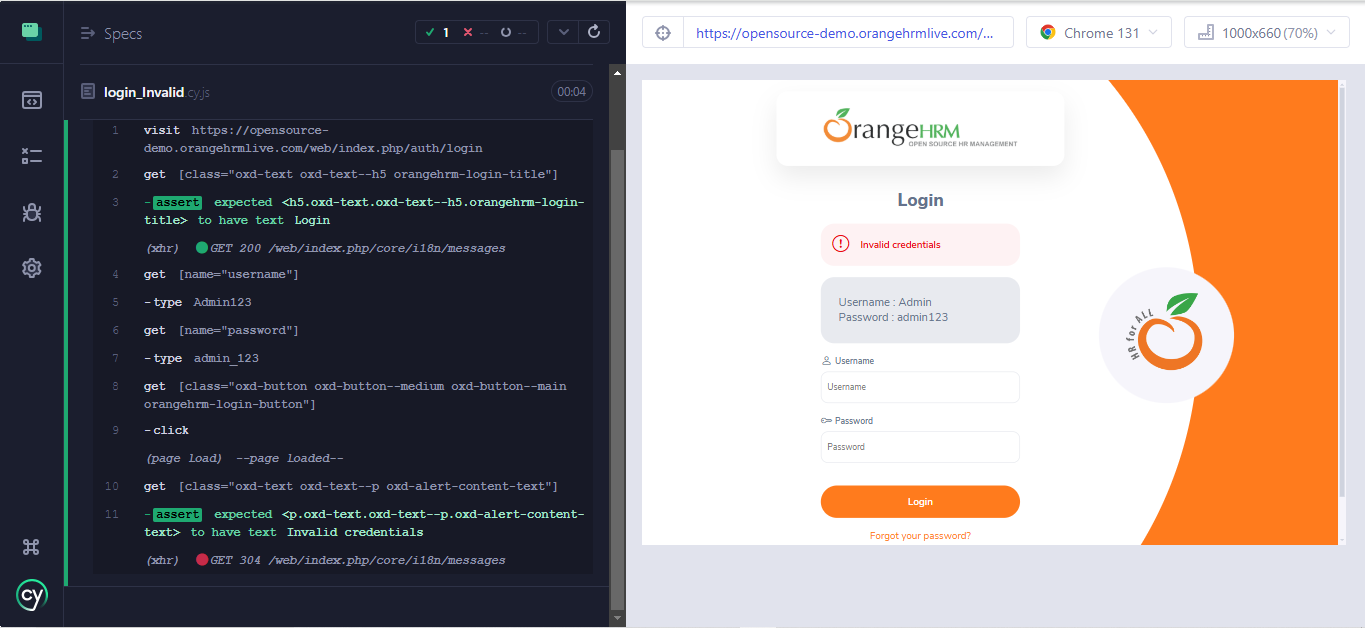 Specs
1 -- --
login_Invalid.cy.js
00:04
1 visit https://opensource-
demo.orangehrmlive.com/web/index.php/auth/login
2 get [class="oxd-text oxd-text--h5 orangehrm-login-title"]
3 -assert expected <h5.oxd-text.oxd-text--h5.orangehrm-login-
title> to have text Login
(xhr) GET 200 /web/index.php/core/i18n/messages
4 get [name="username"]
5 -type Admin123
6 get [name="password"]
7 -type admin_123
8 get [class="oxd-button oxd-button--medium oxd-button--main
orangehrm-login-button"]
9 -click
(page load) --page loaded--
10 get [class="oxd-text oxd-text--p oxd-alert-content-text"]
11 -assert expected <p.oxd-text.oxd-text--p.oxd-alert-content-
text> to have text Invalid credentials
(xhr) GET 304 /web/index.php/core/i18n/messages
cy
https://opensource-demo.orangehrmlive.com/...
Chrome 131
1000x660 (70%)
OrangeHRM
OPEN SOURCE HR MANAGEMENT
Login
Invalid credentials
Username : Admin
Password : admin123
Username
Username
Password
Password
Login
Forgot your password?
HR for ALL